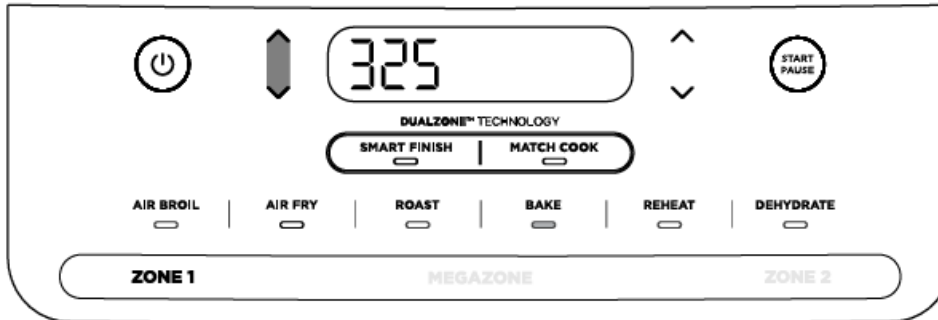 325
START
PAUSE
DUALZONE™ TECHNOLOGY
SMART FINISH | MATCH COOK
AIR BROIL | AIR FRY | ROAST | BAKE | REHEAT | DEHYDRATE
ZONE 1 MEGAZONE ZONE 2